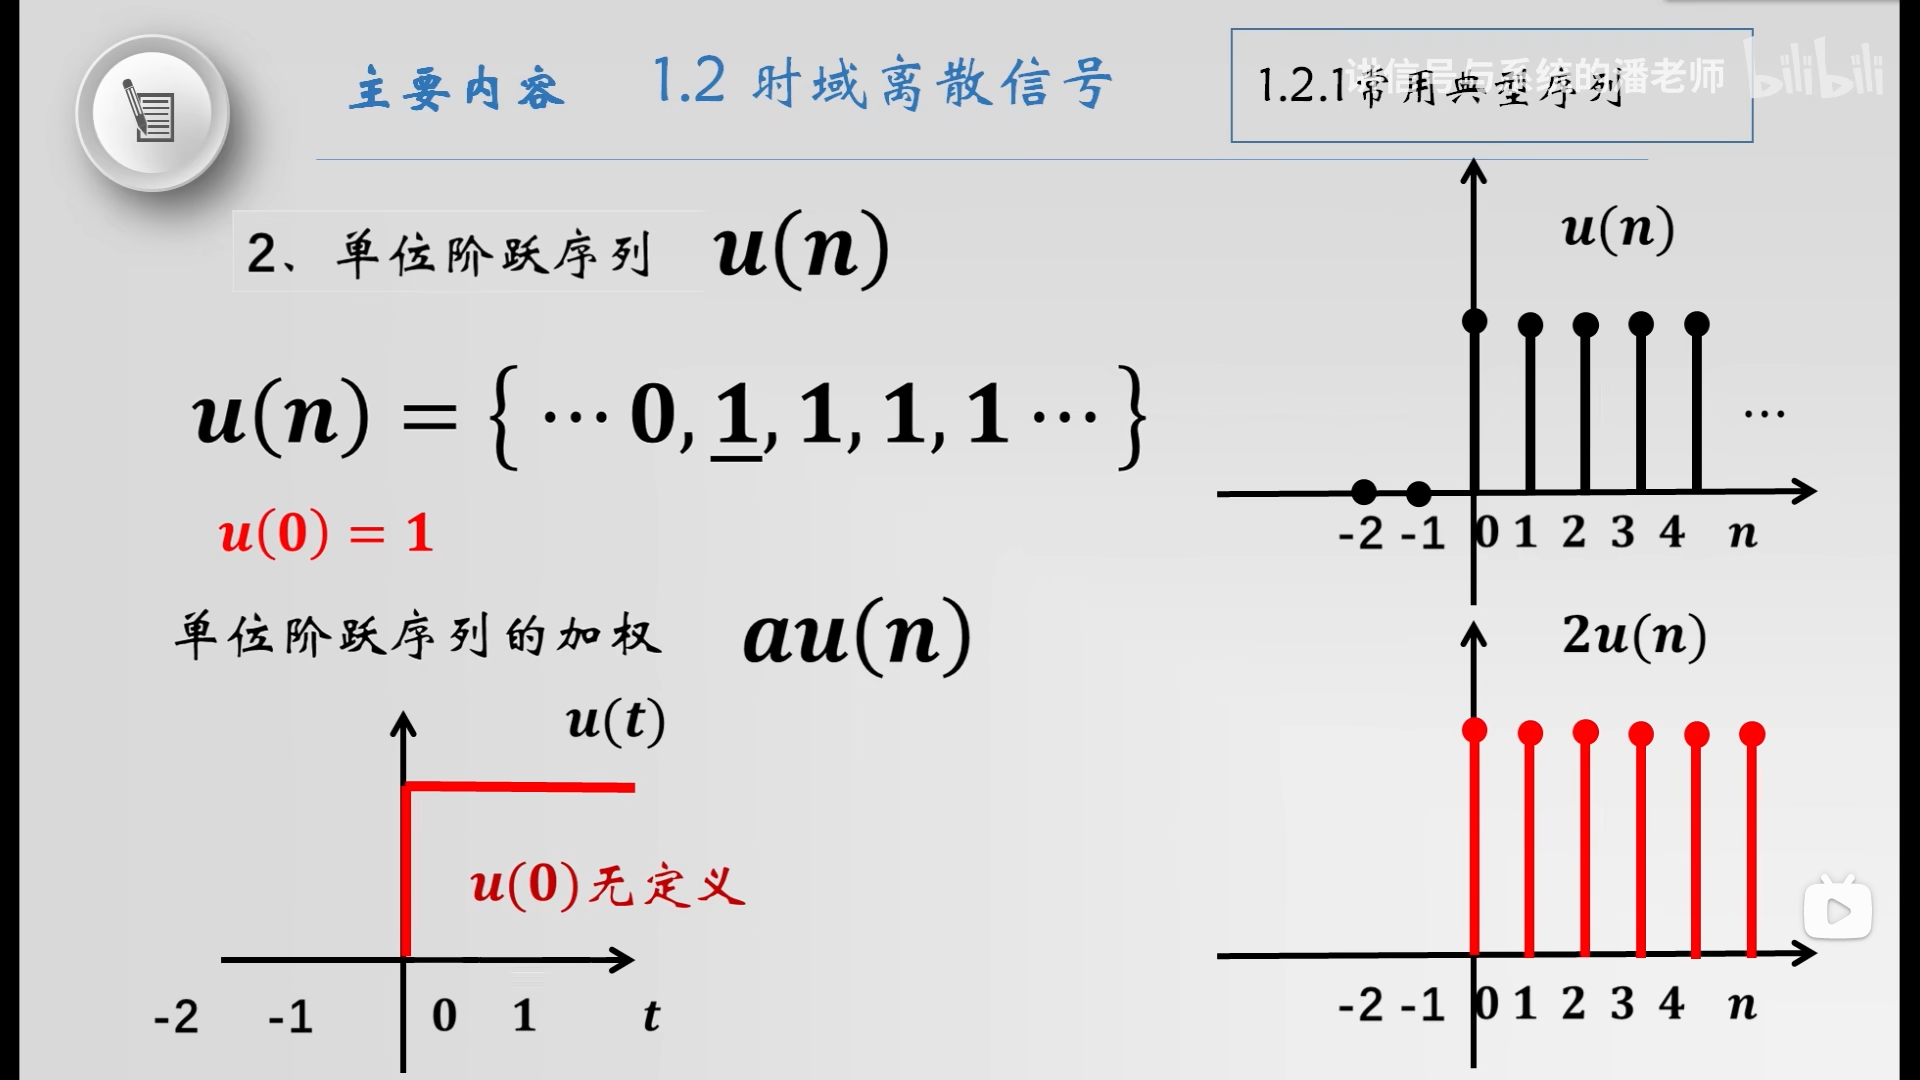 主要内容 1.2 时域离散信号
1.2.1常用典型序列
讲信号与系统的潘老师
bilibili
2、单位阶跃序列 u(n)
u(n) = {⋯0, 1, 1, 1, 1⋯}
u(0) = 1
单位阶跃序列的加权 au(n)
u(t)
u(0)无定义
-2 -1 0 1 t
u(n)
⋯
-2 -1 0 1 2 3 4 n
2u(n)
-2 -1 0 1 2 3 4 n